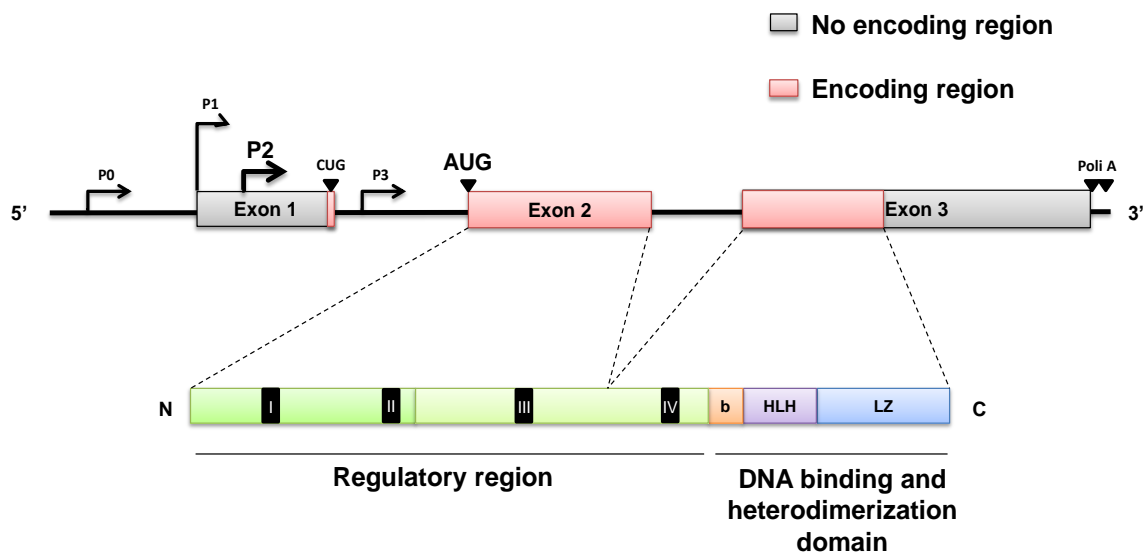 No encoding region
Encoding region
P1
P2
P0
CUG
P3
AUG
Poli A
5’
Exon 1
Exon 2
Exon 3
3’
N
I
II
III
IV
b
HLH
LZ
C
Regulatory region
DNA binding and
heterodimerization
domain